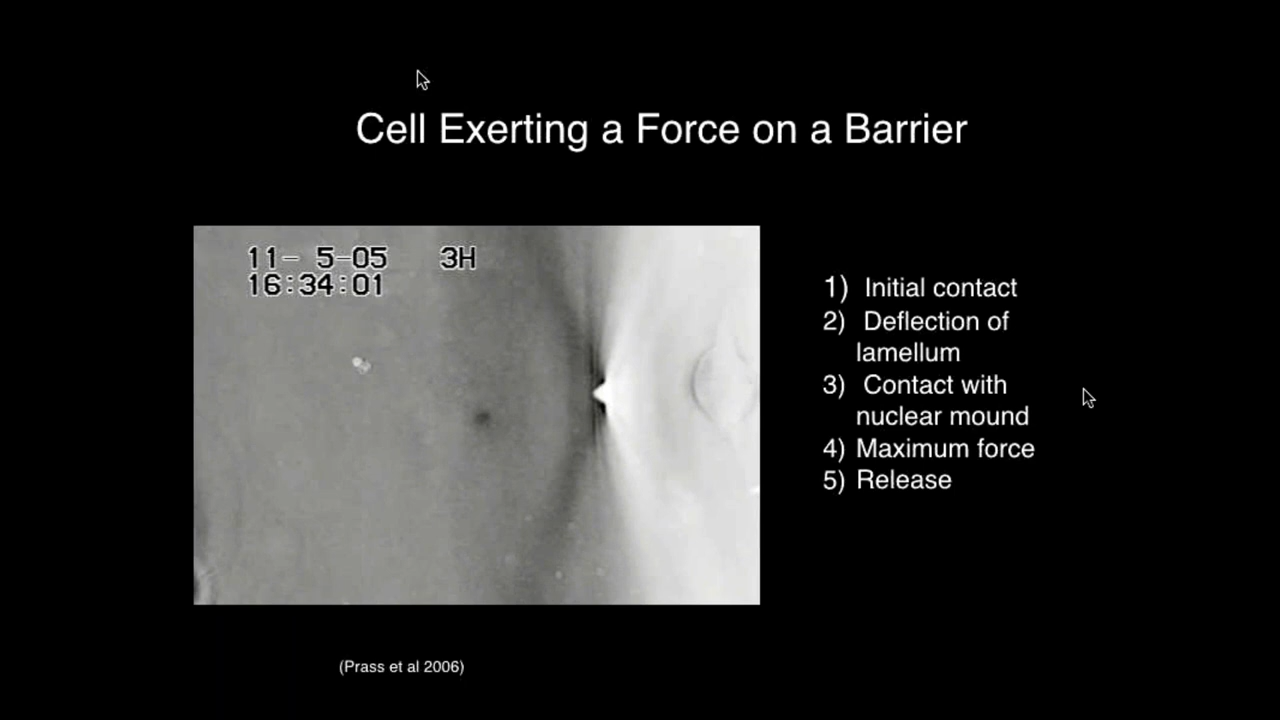 Cell Exerting a Force on a Barrier
11- 5-05 3H
16:34:01
1) Initial contact
2) Deflection of
lamellum
3) Contact with
nuclear mound
4) Maximum force
5) Release
(Prass et al 2006)